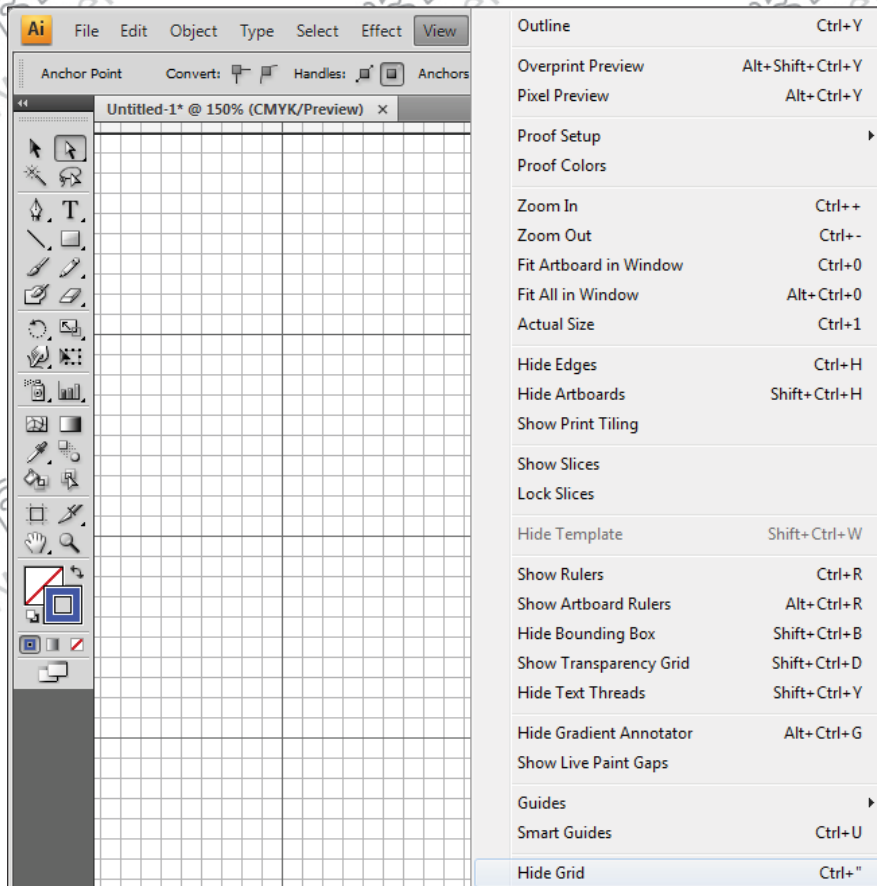 Ai File Edit Object Type Select Effect View
Anchor Point Convert: Handles: Anchors
Untitled-1* @ 150% (CMYK/Preview) ×
T
Outline Ctrl+Y
Overprint Preview Alt+Shift+Ctrl+Y
Pixel Preview Alt+Ctrl+Y
Proof Setup
Proof Colors
Zoom In Ctrl++
Zoom Out Ctrl+-
Fit Artboard in Window Ctrl+0
Fit All in Window Alt+Ctrl+0
Actual Size Ctrl+1
Hide Edges Ctrl+H
Hide Artboards Shift+Ctrl+H
Show Print Tiling
Show Slices
Lock Slices
Hide Template Shift+Ctrl+W
Show Rulers Ctrl+R
Show Artboard Rulers Alt+Ctrl+R
Hide Bounding Box Shift+Ctrl+B
Show Transparency Grid Shift+Ctrl+D
Hide Text Threads Shift+Ctrl+Y
Hide Gradient Annotator Alt+Ctrl+G
Show Live Paint Gaps
Guides
Smart Guides Ctrl+U
Hide Grid Ctrl+"